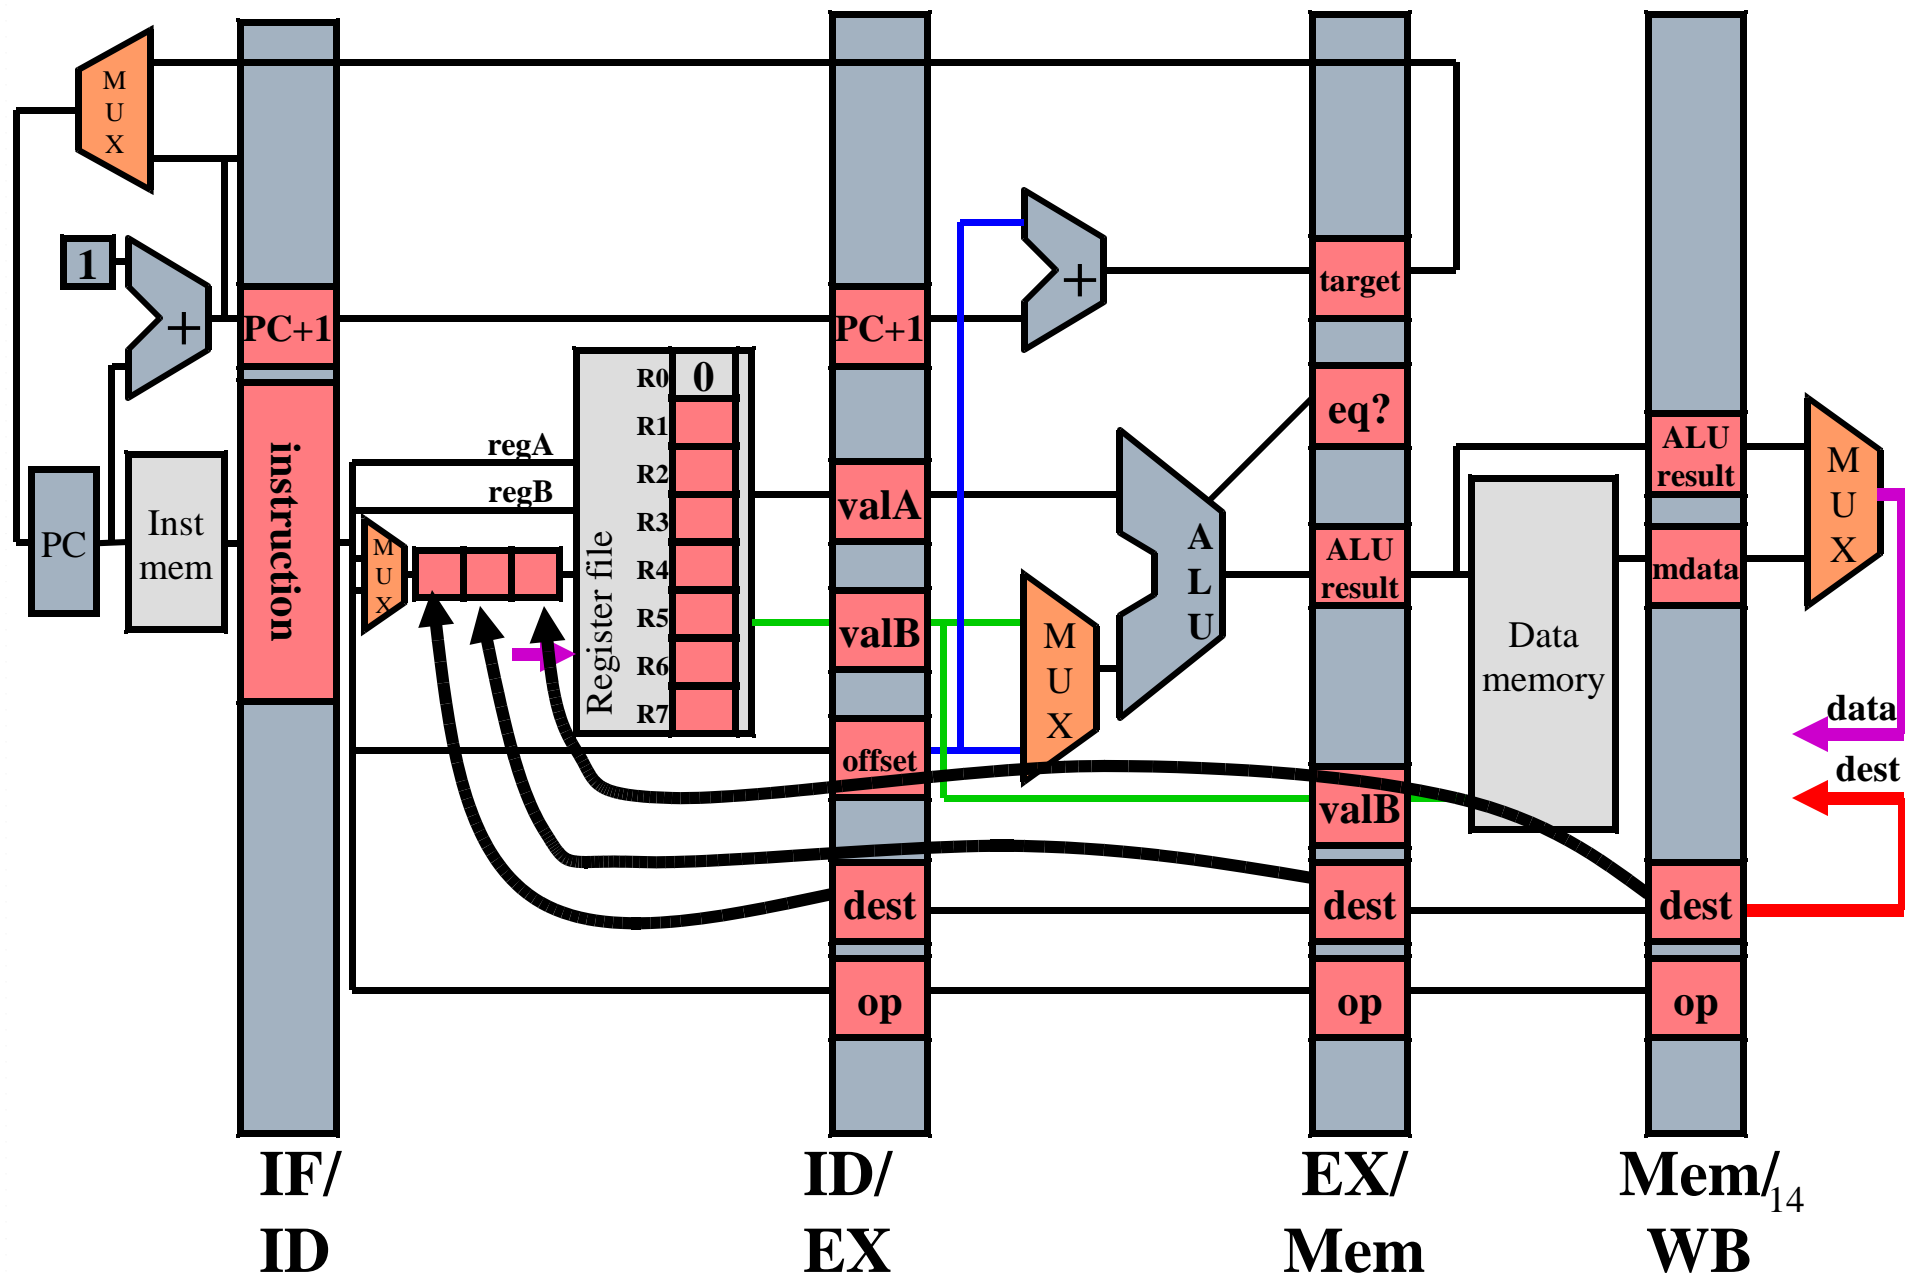 M
U
X
1
+
+
target
PC+1
PC+1
R0
0
eq?
R1
ALU
result
regA
R2
M
U
X
instruction
regB
valA
R3
PC
Inst
mem
M
U
X
Register file
R4
A
L
U
ALU
result
mdata
R5
valB
M
U
X
Data
memory
R6
R7
data
offset
dest
valB
dest
dest
dest
op
op
op
IF/
ID
ID/
EX
EX/
Mem
Mem/
WB
14